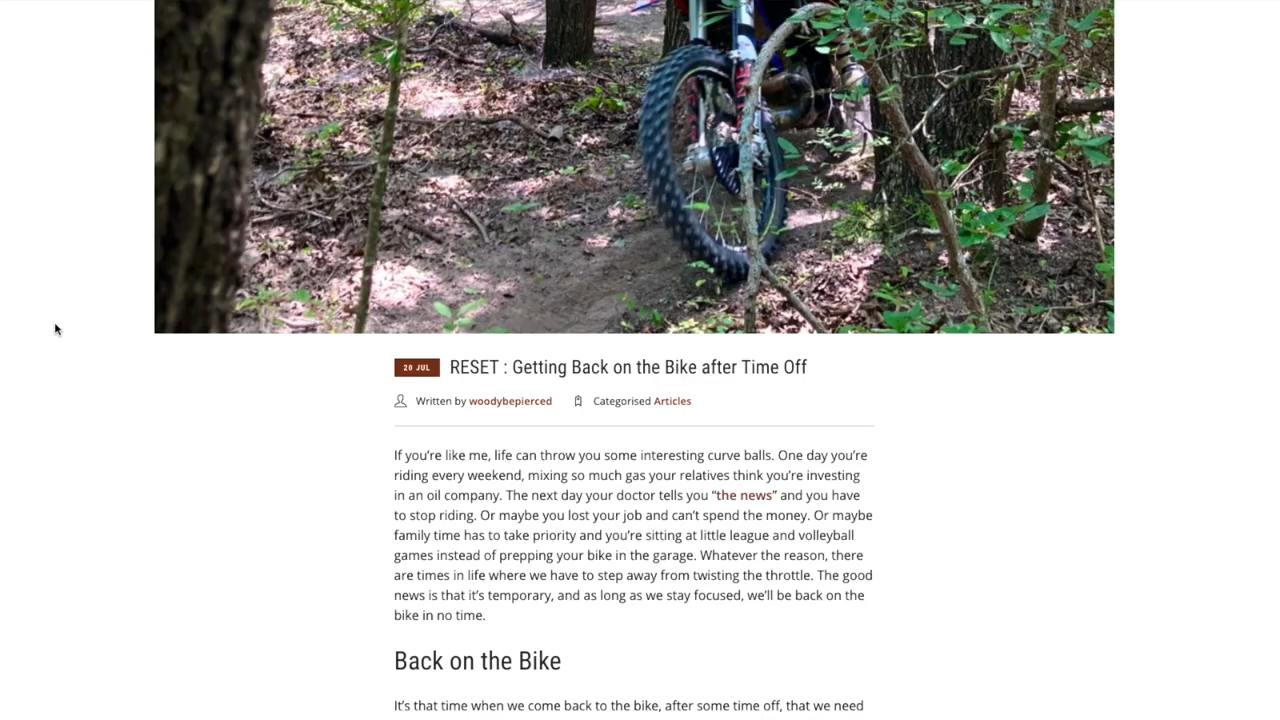 20 JUL RESET : Getting Back on the Bike after Time Off
Written by woodybepierced Categorised Articles
If you’re like me, life can throw you some interesting curve balls. One day you’re
riding every weekend, mixing so much gas your relatives think you’re investing
in an oil company. The next day your doctor tells you “the news” and you have
to stop riding. Or maybe you lost your job and can’t spend the money. Or maybe
family time has to take priority and you’re sitting at little league and volleyball
games instead of prepping your bike in the garage. Whatever the reason, there
are times in life where we have to step away from twisting the throttle. The good
news is that it’s temporary, and as long as we stay focused, we’ll be back on the
bike in no time.
Back on the Bike
It’s that time when we come back to the bike, after some time off, that we need